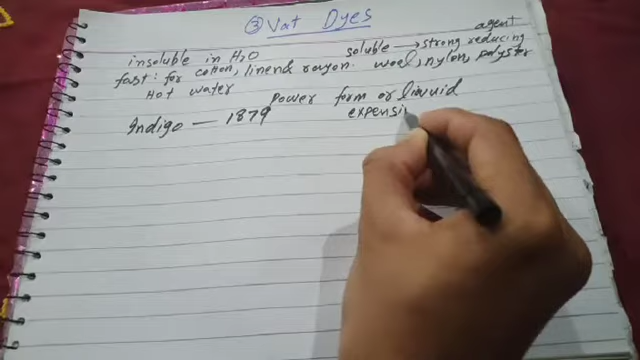 ③ Vat Dyes
agent
insoluble in H₂O soluble → strong reducing
fast: for cotton, linen & rayon. wool, nylon, polyster
Hot water
Power form or liquid
Indigo — 1879 expensi